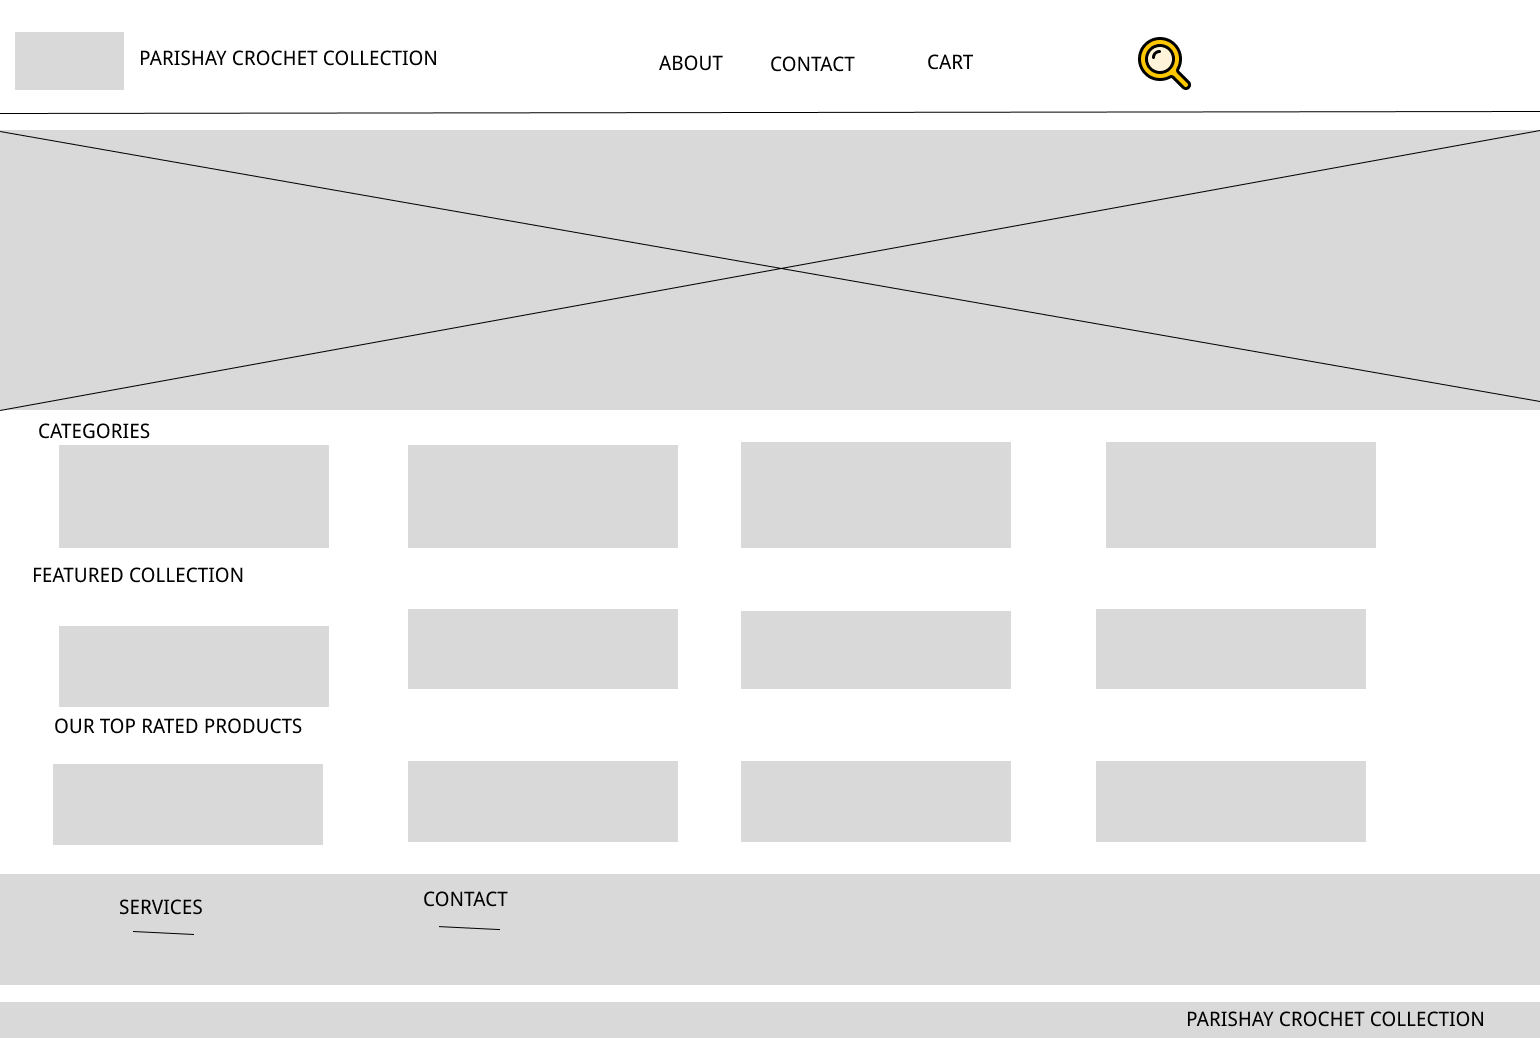 PARISHAY CROCHET COLLECTION
ABOUT
CONTACT
CART
CATEGORIES
FEATURED COLLECTION
OUR TOP RATED PRODUCTS
SERVICES
CONTACT
PARISHAY CROCHET COLLECTION